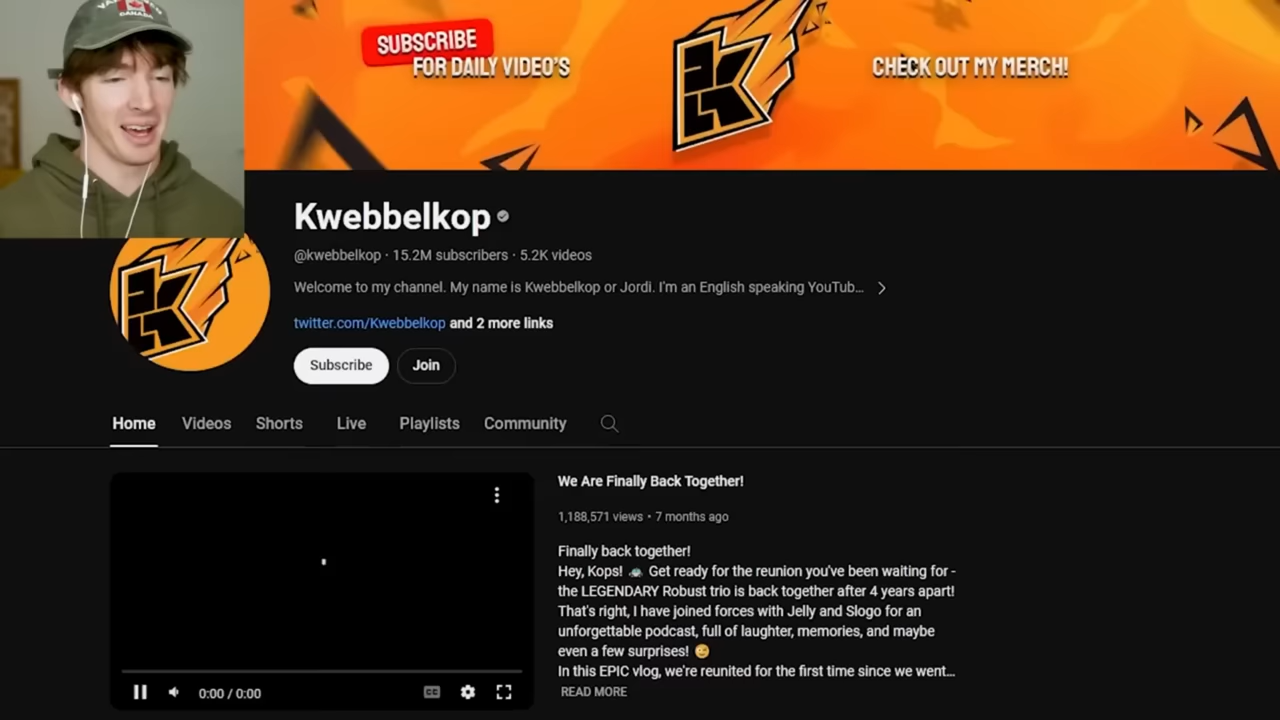 CANADA
SUBSCRIBE
FOR DAILY VIDEO'S
CHECK OUT MY MERCH!
Kwebbelkop
@kwebbelkop · 15.2M subscribers · 5.2K videos
Welcome to my channel. My name is Kwebbelkop or Jordi. I'm an English speaking YouTub...
twitter.com/Kwebbelkop and 2 more links
Subscribe
Join
Home
Videos
Shorts
Live
Playlists
Community
We Are Finally Back Together!
1,188,571 views • 7 months ago
Finally back together!
Hey, Kops! Get ready for the reunion you've been waiting for -
the LEGENDARY Robust trio is back together after 4 years apart!
That's right, I have joined forces with Jelly and Slogo for an
unforgettable podcast, full of laughter, memories, and maybe
even a few surprises! 😉
In this EPIC vlog, we're reunited for the first time since we went...
READ MORE
0:00 / 0:00
CC